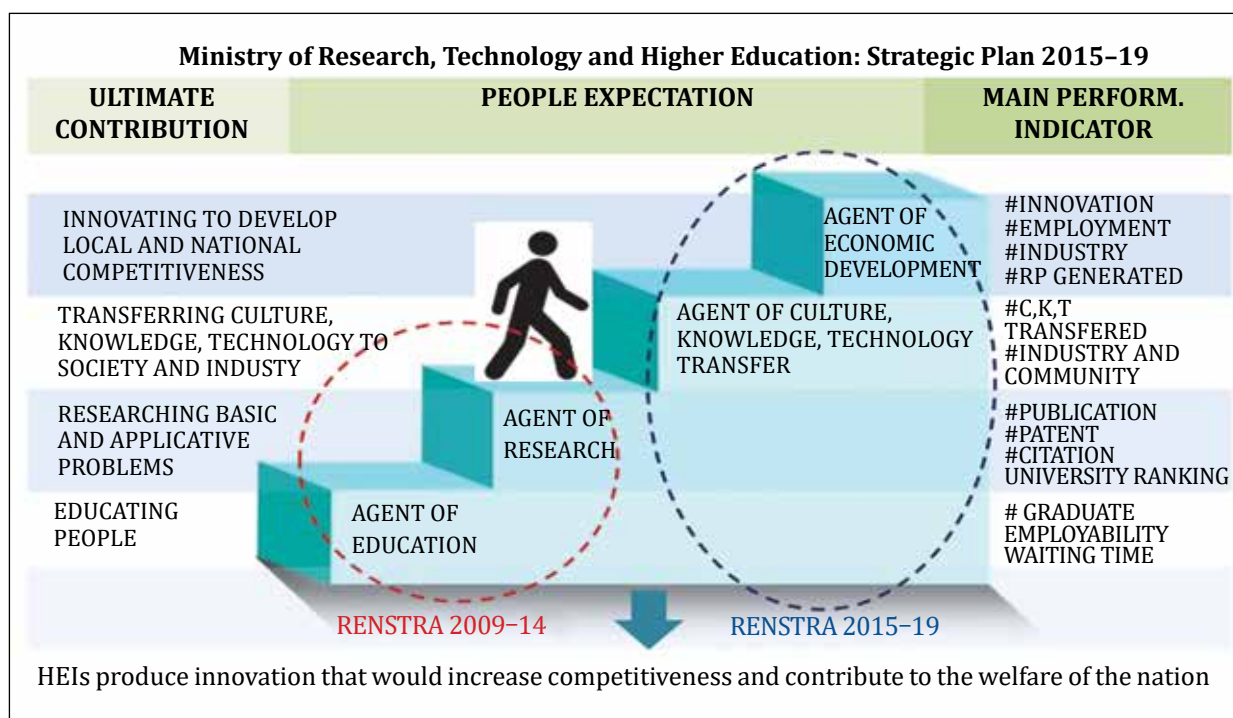 Ministry of Research, Technology and Higher Education: Strategic Plan 2015–19
ULTIMATE
CONTRIBUTION
PEOPLE EXPECTATION
MAIN PERFORM.
INDICATOR
INNOVATING TO DEVELOP
LOCAL AND NATIONAL
COMPETITIVENESS
AGENT OF
ECONOMIC
DEVELOPMENT
#INNOVATION
#EMPLOYMENT
#INDUSTRY
#RP GENERATED
TRANSFERRING CULTURE,
KNOWLEDGE, TECHNOLOGY TO
SOCIETY AND INDUSTY
AGENT OF CULTURE,
KNOWLEDGE, TECHNOLOGY
TRANSFER
#C,K,T
TRANSFERED
#INDUSTRY AND
COMMUNITY
RESEARCHING BASIC
AND APPLICATIVE
PROBLEMS
AGENT OF
RESEARCH
#PUBLICATION
#PATENT
#CITATION
UNIVERSITY RANKING
EDUCATING
PEOPLE
AGENT OF
EDUCATION
# GRADUATE
EMPLOYABILITY
WAITING TIME
RENSTRA 2009–14
RENSTRA 2015–19
HEIs produce innovation that would increase competitiveness and contribute to the welfare of the nation